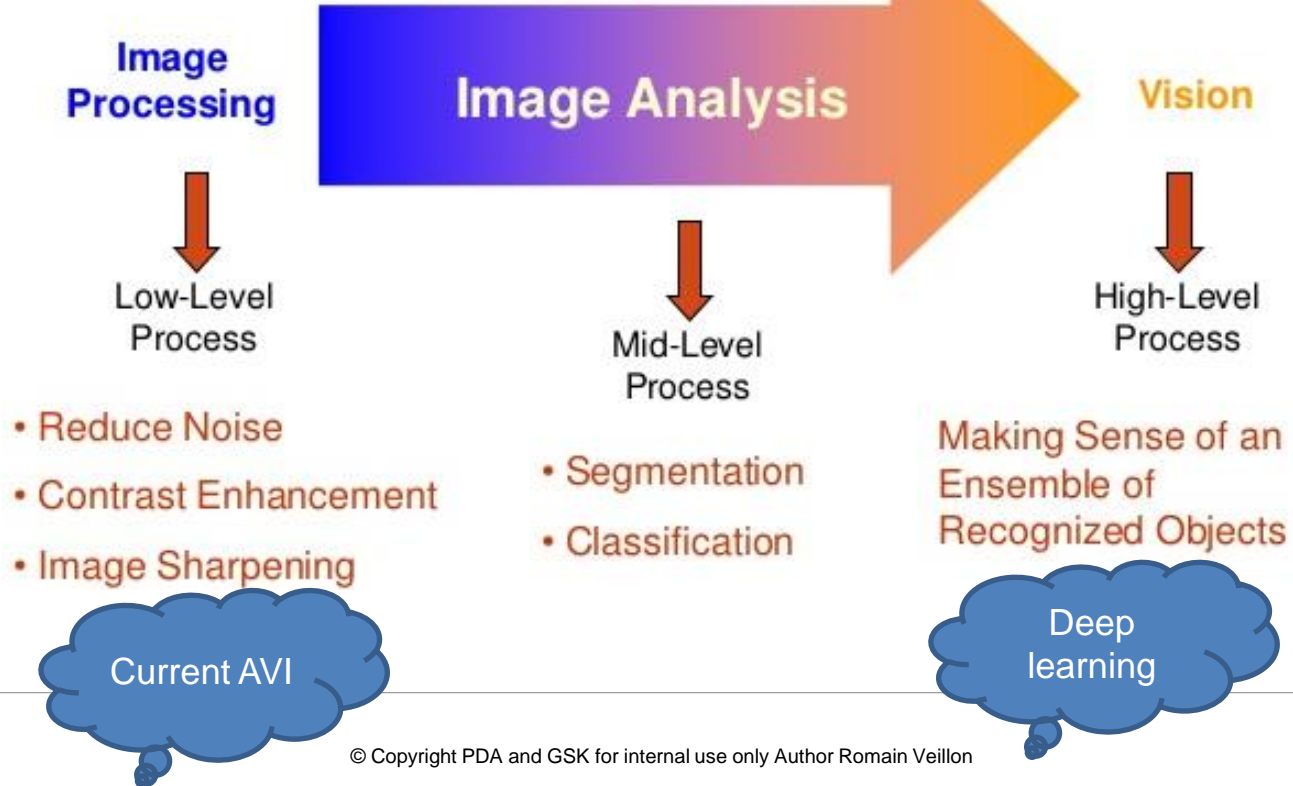 Image
Processing
Image Analysis
Vision
Low-Level
Process
Mid-Level
Process
High-Level
Process
• Reduce Noise
• Contrast Enhancement
• Image Sharpening
• Segmentation
• Classification
Making Sense of an
Ensemble of
Recognized Objects
Current AVI
Deep
learning
© Copyright PDA and GSK for internal use only Author Romain Veillon